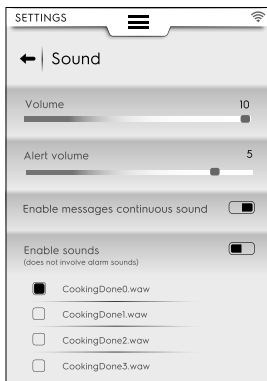 SETTINGS
Sound
Volume 10
Alert volume 5
Enable messages continuous sound
Enable sounds
(does not involve alarm sounds)
CookingDone0.waw
CookingDone1.waw
CookingDone2.waw
CookingDone3.waw